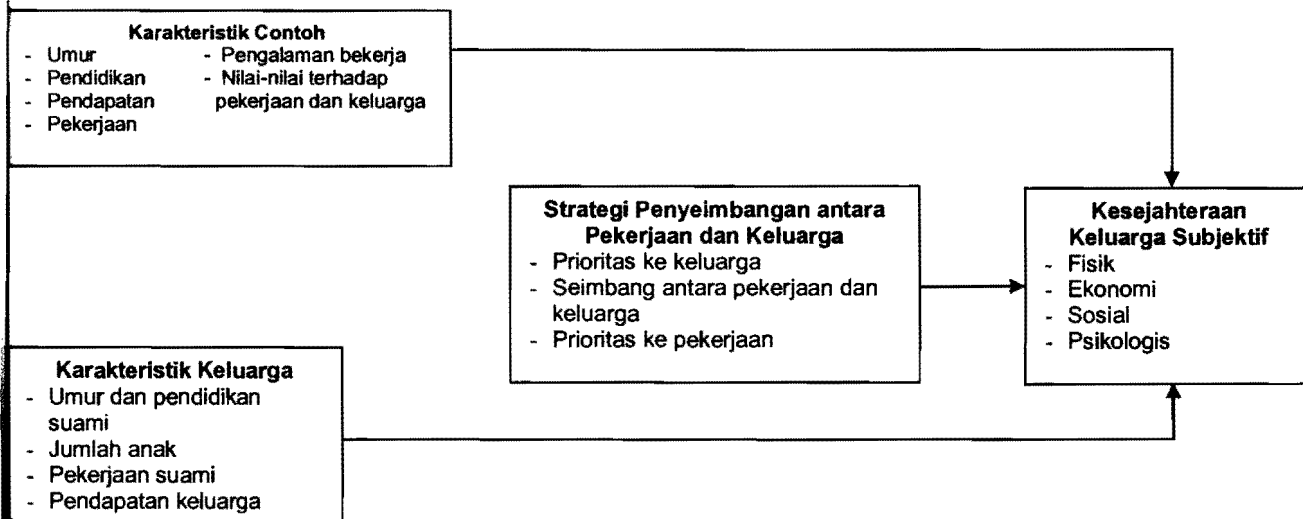 Karakteristik Contoh
- Umur - Pengalaman bekerja
- Pendidikan - Nilai-nilai terhadap
- Pendapatan pekerjaan dan keluarga
- Pekerjaan
Strategi Penyeimbangan antara
Pekerjaan dan Keluarga
- Prioritas ke keluarga
- Seimbang antara pekerjaan dan
keluarga
- Prioritas ke pekerjaan
Kesejahteraan
Keluarga Subjektif
- Fisik
- Ekonomi
- Sosial
- Psikologis
Karakteristik Keluarga
- Umur dan pendidikan
suami
- Jumlah anak
- Pekerjaan suami
- Pendapatan keluarga